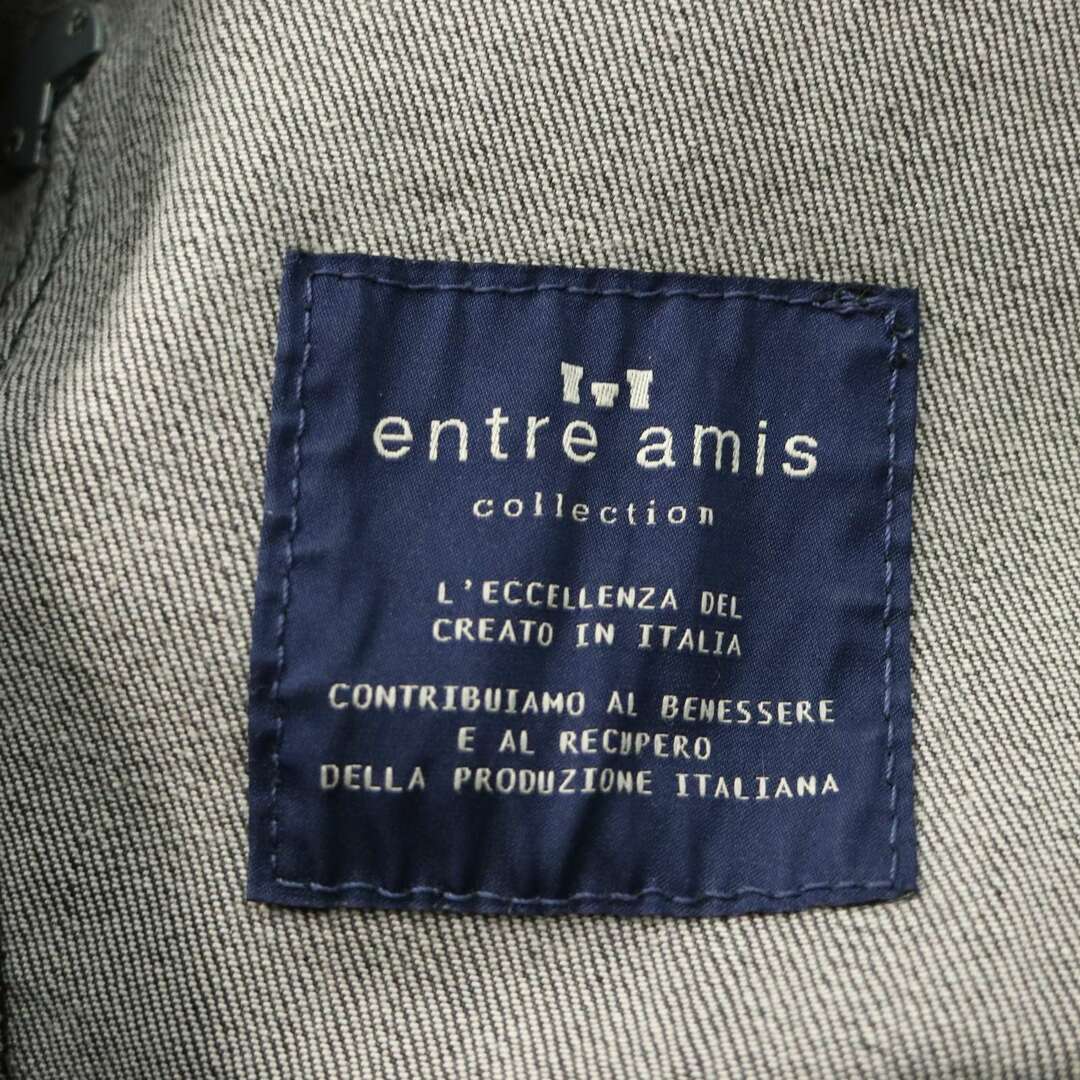 entre amis
collection
L'ECCELLENZA DEL
CREATO IN ITALIA
CONTRIBUIAMO AL BENESSERE
E AL RECUPERO
DELLA PRODUZIONE ITALIANA